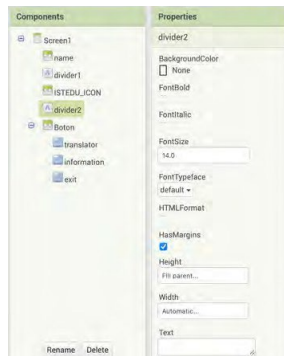 Components
Properties
Screen1
name
divider1
ISTEDU_ICON
divider2
Boton
translator
information
exit
Rename Delete
divider2
BackgroundColor
None
FontBold
FontItalic
FontSize
14.0
FontTypeface
default
HTMLFormat
HasMargins
Height
Fill parent...
Width
Automatic...
Text